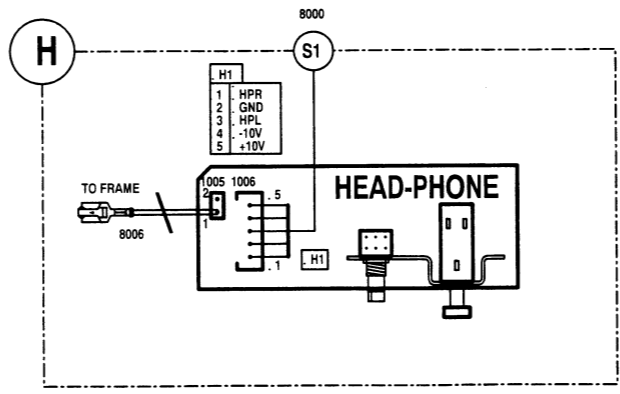 8000
H
S1
. H1
1 . HPR
2 . GND
3 . HPL
4 . -10V
5 +10V
TO FRAME
1005 1006
2
. 5
HEAD-PHONE
1
8006
. H1
. 1